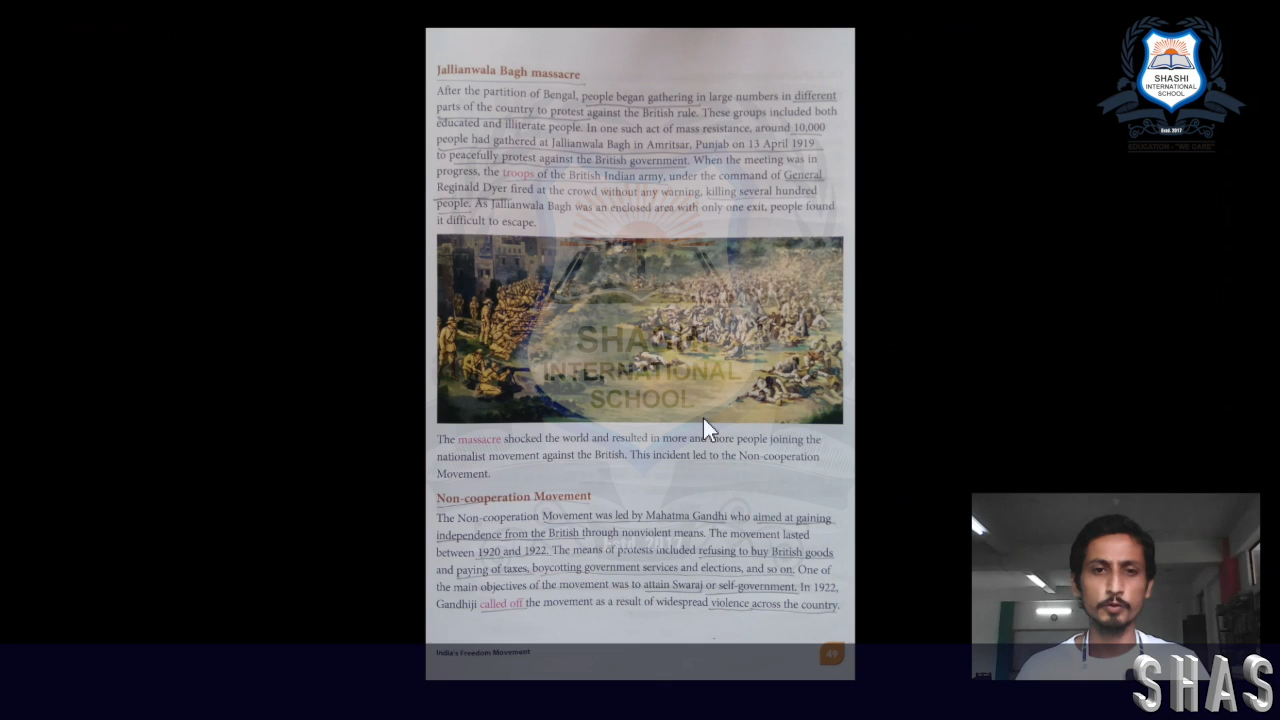 SHASHI
INTERNATIONAL
SCHOOL
Estd. 2017
EDUCATION - "WE CARE"
Jallianwala Bagh massacre
After the partition of Bengal, people began gathering in large numbers in different
parts of the country to protest against the British rule. These groups included both
educated and illiterate people. In one such act of mass resistance, around 10,000
people had gathered at Jallianwala Bagh in Amritsar, Punjab on 13 April 1919
to peacefully protest against the British government. When the meeting was in
progress, the troops of the British Indian army, under the command of General
Reginald Dyer fired at the crowd without any warning, killing several hundred
people. As Jallianwala Bagh was an enclosed area with only one exit, people found
it difficult to escape.
SHASHI
INTERNATIONAL
SCHOOL
The massacre shocked the world and resulted in more and more people joining the
nationalist movement against the British. This incident led to the Non-cooperation
Movement.
Non-cooperation Movement
The Non-cooperation Movement was led by Mahatma Gandhi who aimed at gaining
independence from the British through nonviolent means. The movement lasted
between 1920 and 1922. The means of protests included refusing to buy British goods
and paying of taxes, boycotting government services and elections, and so on. One of
the main objectives of the movement was to attain Swaraj or self-government. In 1922,
Gandhiji called off the movement as a result of widespread violence across the country.
India's Freedom Movement
49
SHAS